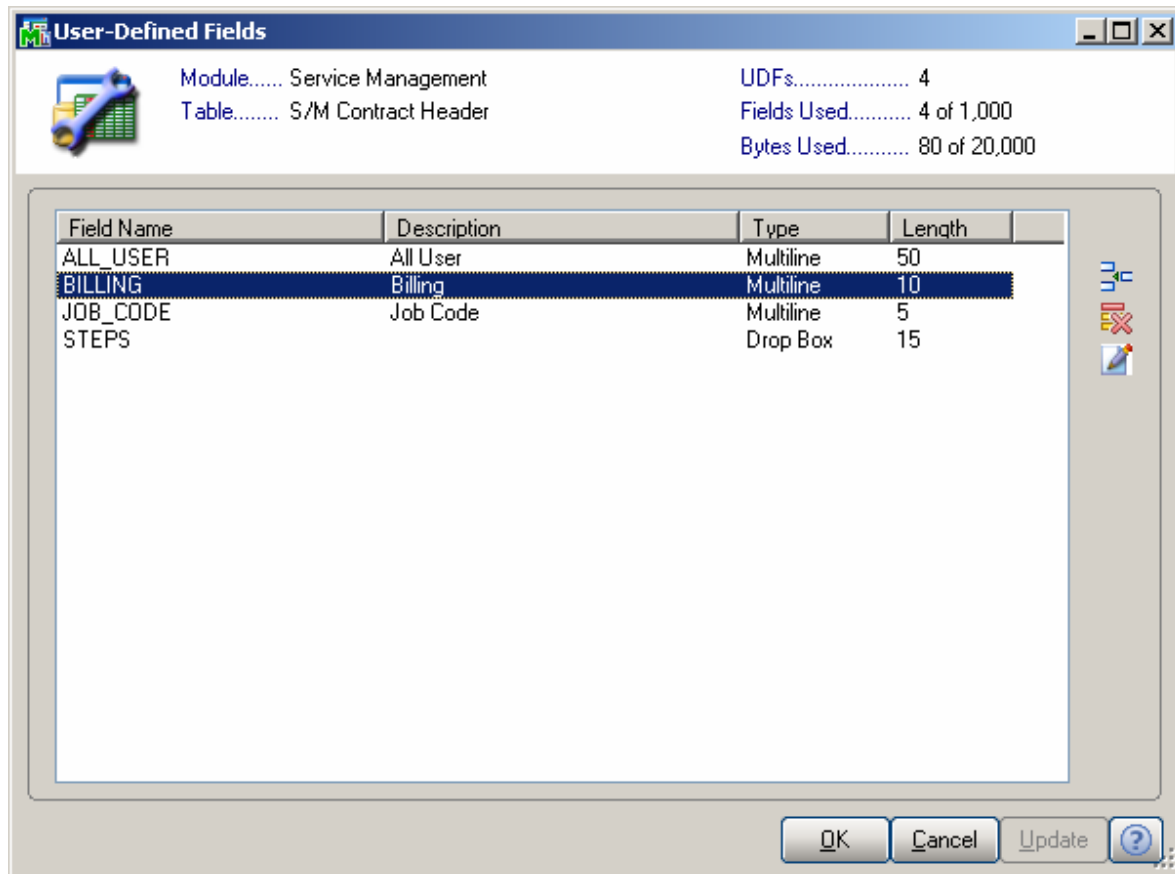 User-Defined Fields
Module...... Service Management UDFs.................... 4
Table........ S/M Contract Header Fields Used........... 4 of 1,000
Bytes Used........... 80 of 20,000
Field Name Description Type Length
ALL_USER All User Multiline 50
BILLING Billing Multiline 10
JOB_CODE Job Code Multiline 5
STEPS Drop Box 15
OK Cancel Update ?